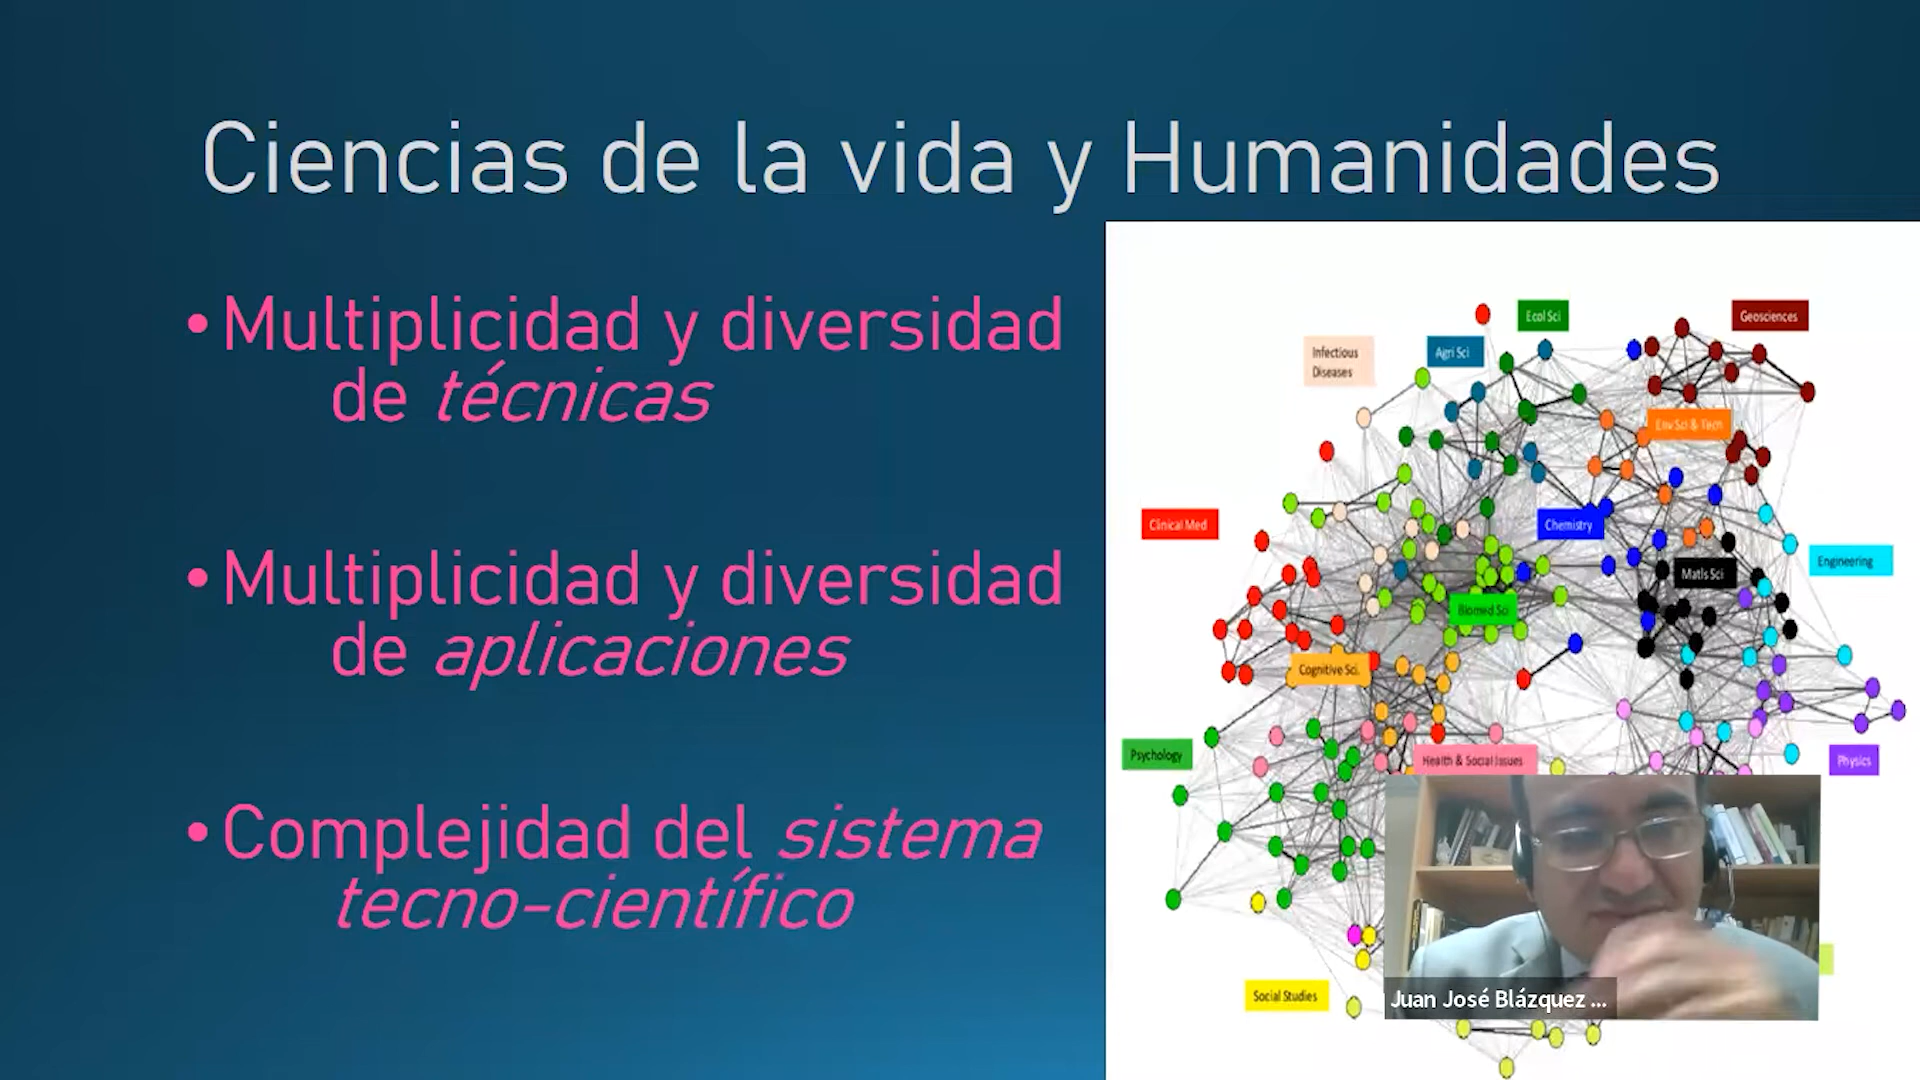 Ciencias de la vida y Humanidades
•Multiplicidad y diversidad
de técnicas
•Multiplicidad y diversidad
de aplicaciones
•Complejidad del sistema
tecno-científico
Ecol Sci
Geosciences
Infectious
Diseases
Agri Sci
Env Sci & Tech
Clinical Med
Chemistry
Engineering
Matls Sci
Biomed Sci
Cognitive Sci.
Psychology
Health & Social Issues
Physics
Social Studies
Juan José Blázquez ...